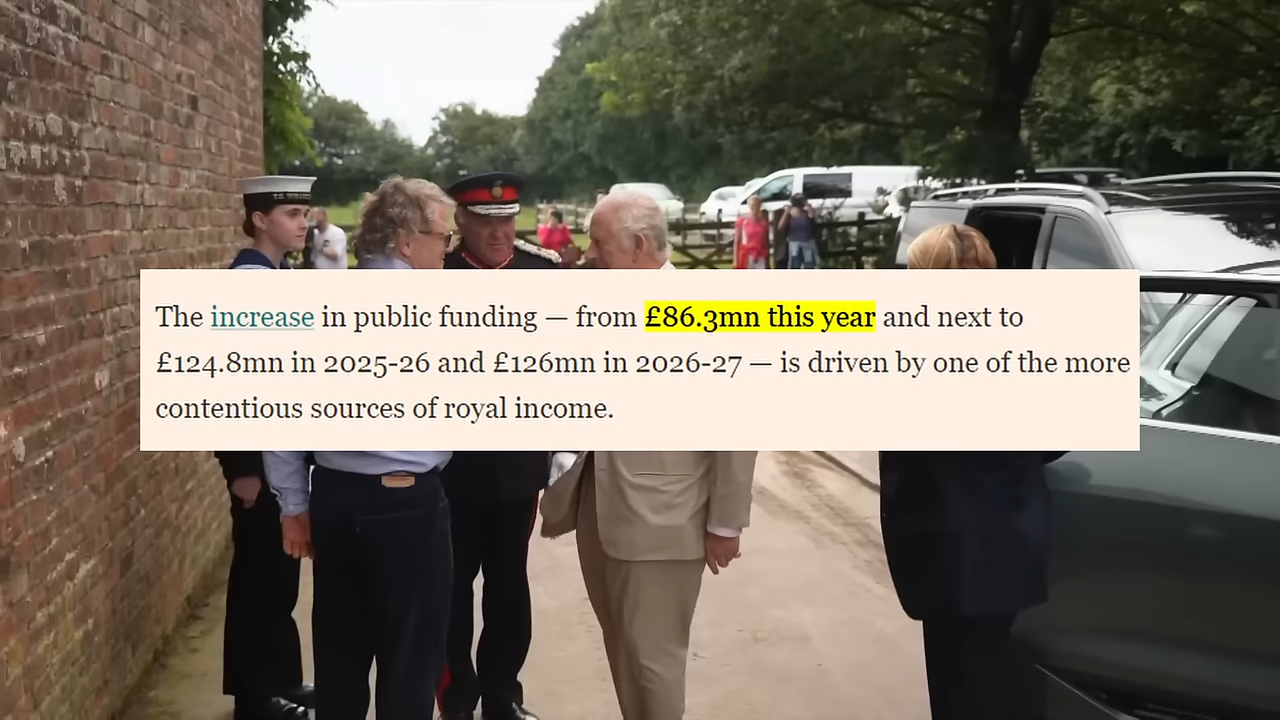 The increase in public funding — from £86.3mn this year and next to
£124.8mn in 2025-26 and £126mn in 2026-27 — is driven by one of the more
contentious sources of royal income.